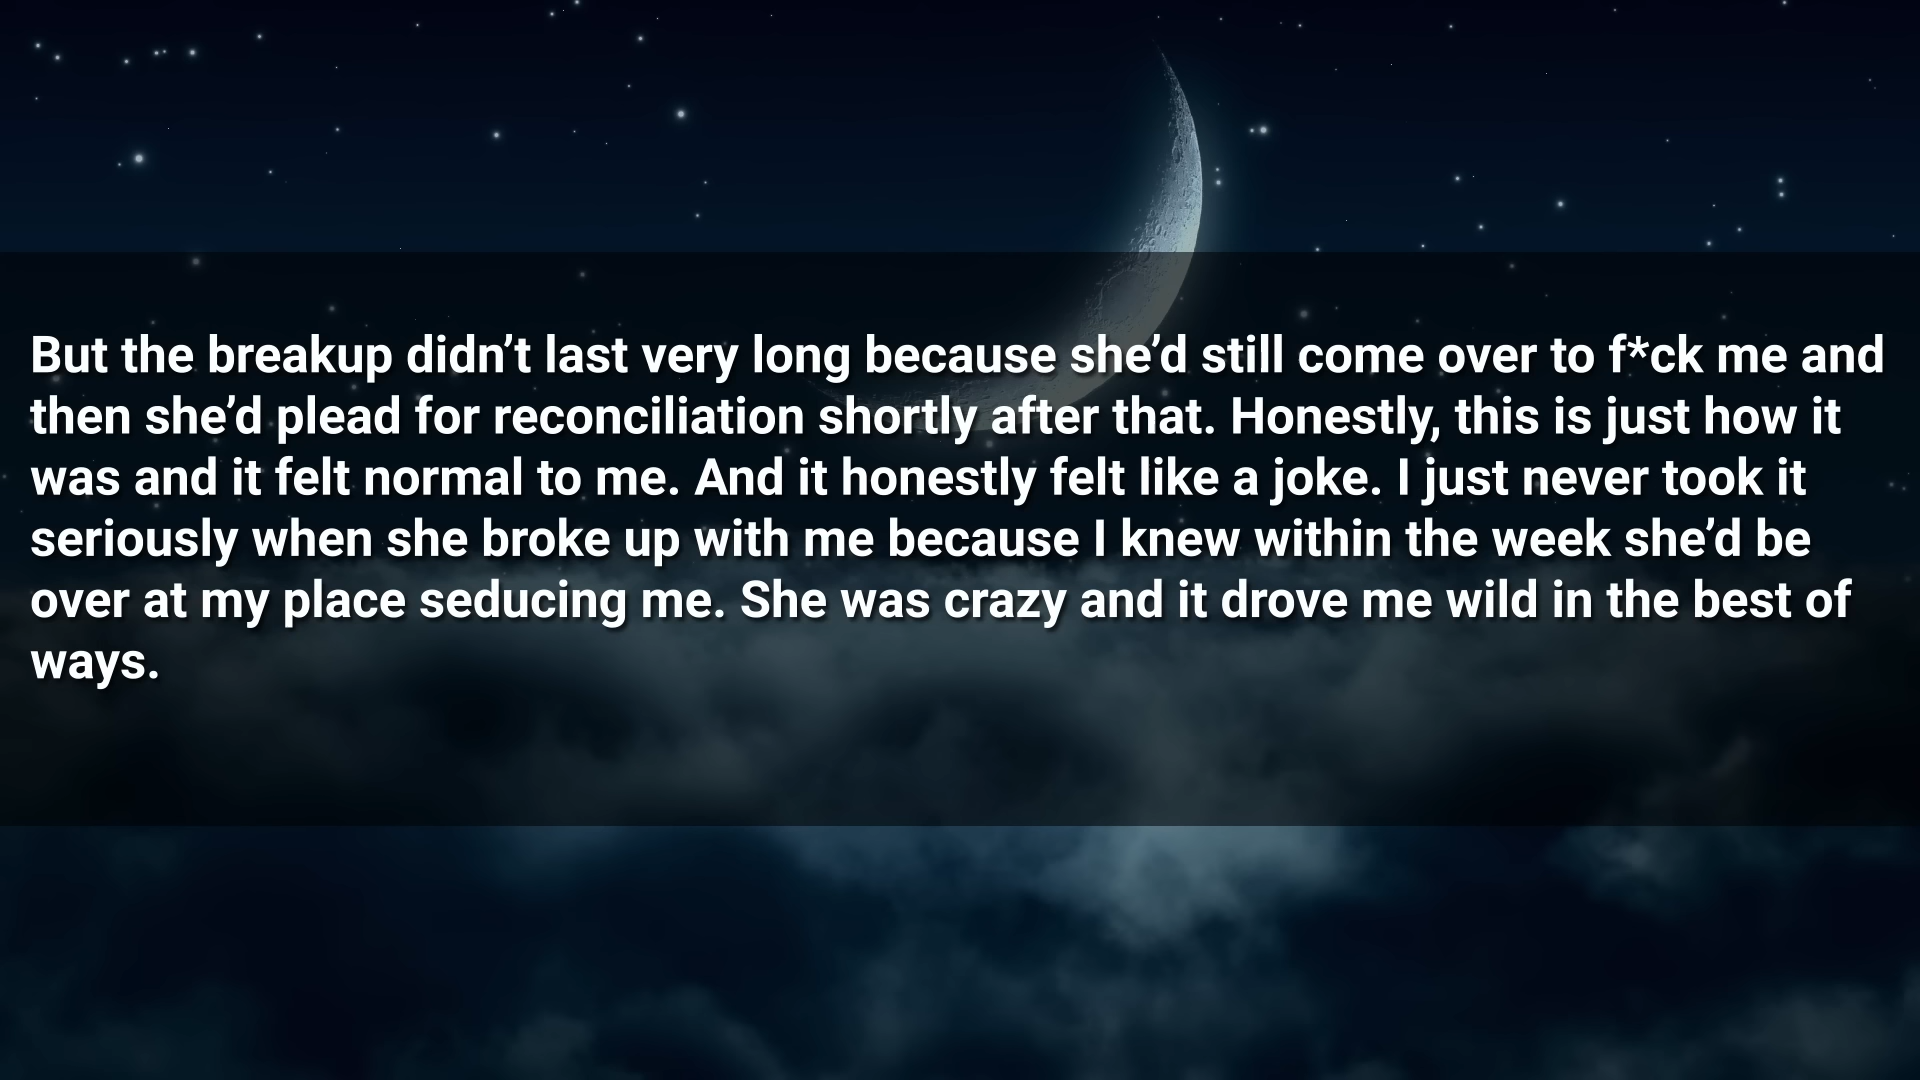 But the breakup didn’t last very long because she’d still come over to f*ck me and
then she’d plead for reconciliation shortly after that. Honestly, this is just how it
was and it felt normal to me. And it honestly felt like a joke. I just never took it
seriously when she broke up with me because I knew within the week she’d be
over at my place seducing me. She was crazy and it drove me wild in the best of
ways.